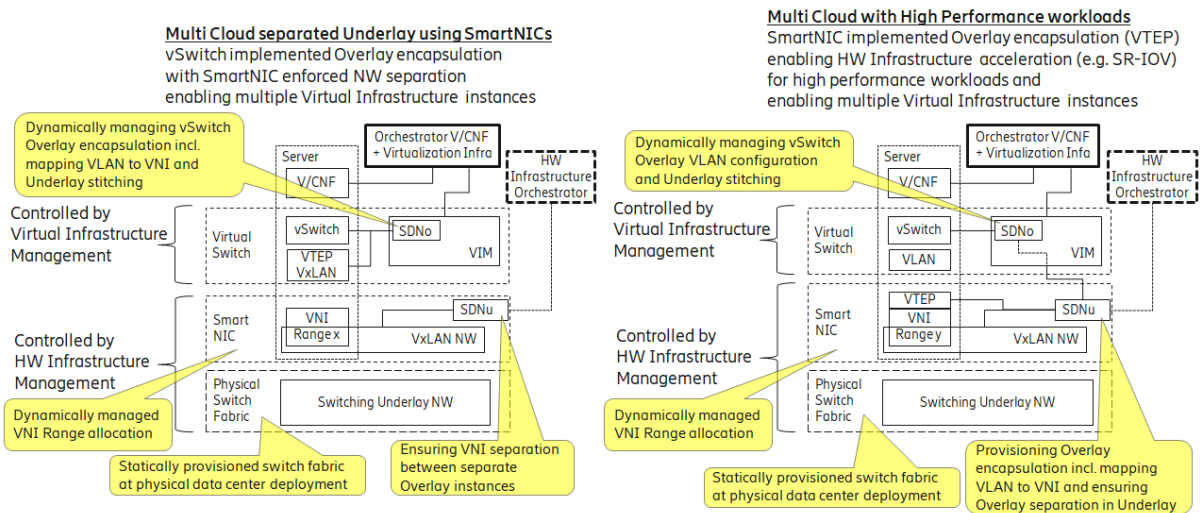 Multi Cloud separated Underlay using SmartNICs
vSwitch implemented Overlay encapsulation
with SmartNIC enforced NW separation
enabling multiple Virtual Infrastructure instances
Dynamically managing vSwitch
Overlay encapsulation incl.
mapping VLAN to VNI and
Underlay stitching
Orchestrator V/CNF
+ Virtualization Infra
HW
Infrastructure
Orchestrator
Server
V/CNF
Controlled by
Virtual Infrastructure
Management
Virtual
Switch
vSwitch
SDNo
VIM
VTEP
VxLAN
Controlled by
HW Infrastructure
Management
Smart
NIC
VNI
Range x
SDNu
VxLAN NW
Physical
Switch
Fabric
Switching Underlay NW
Dynamically managed
VNI Range allocation
Statically provisioned switch fabric
at physical data center deployment
Ensuring VNI separation
between separate
Overlay instances
Multi Cloud with High Performance workloads
SmartNIC implemented Overlay encapsulation (VTEP)
enabling HW Infrastructure acceleration (e.g. SR-IOV)
for high performance workloads and
enabling multiple Virtual Infrastructure instances
Dynamically managing vSwitch
Overlay VLAN configuration
and Underlay stitching
Orchestrator V/CNF
+ Virtualization Infa
HW
Infrastructure
Orchestrator
Server
V/CNF
Controlled by
Virtual Infrastructure
Management
Virtual
Switch
vSwitch
SDNo
VIM
VLAN
Controlled by
HW Infrastructure
Management
Smart
NIC
VTEP
VNI
Range y
SDNu
VxLAN NW
Physical
Switch
Fabric
Switching Underlay NW
Dynamically managed
VNI Range allocation
Statically provisioned switch fabric
at physical data center deployment
Provisioning Overlay
encapsulation incl. mapping
VLAN to VNI and ensuring
Overlay separation in Underlay